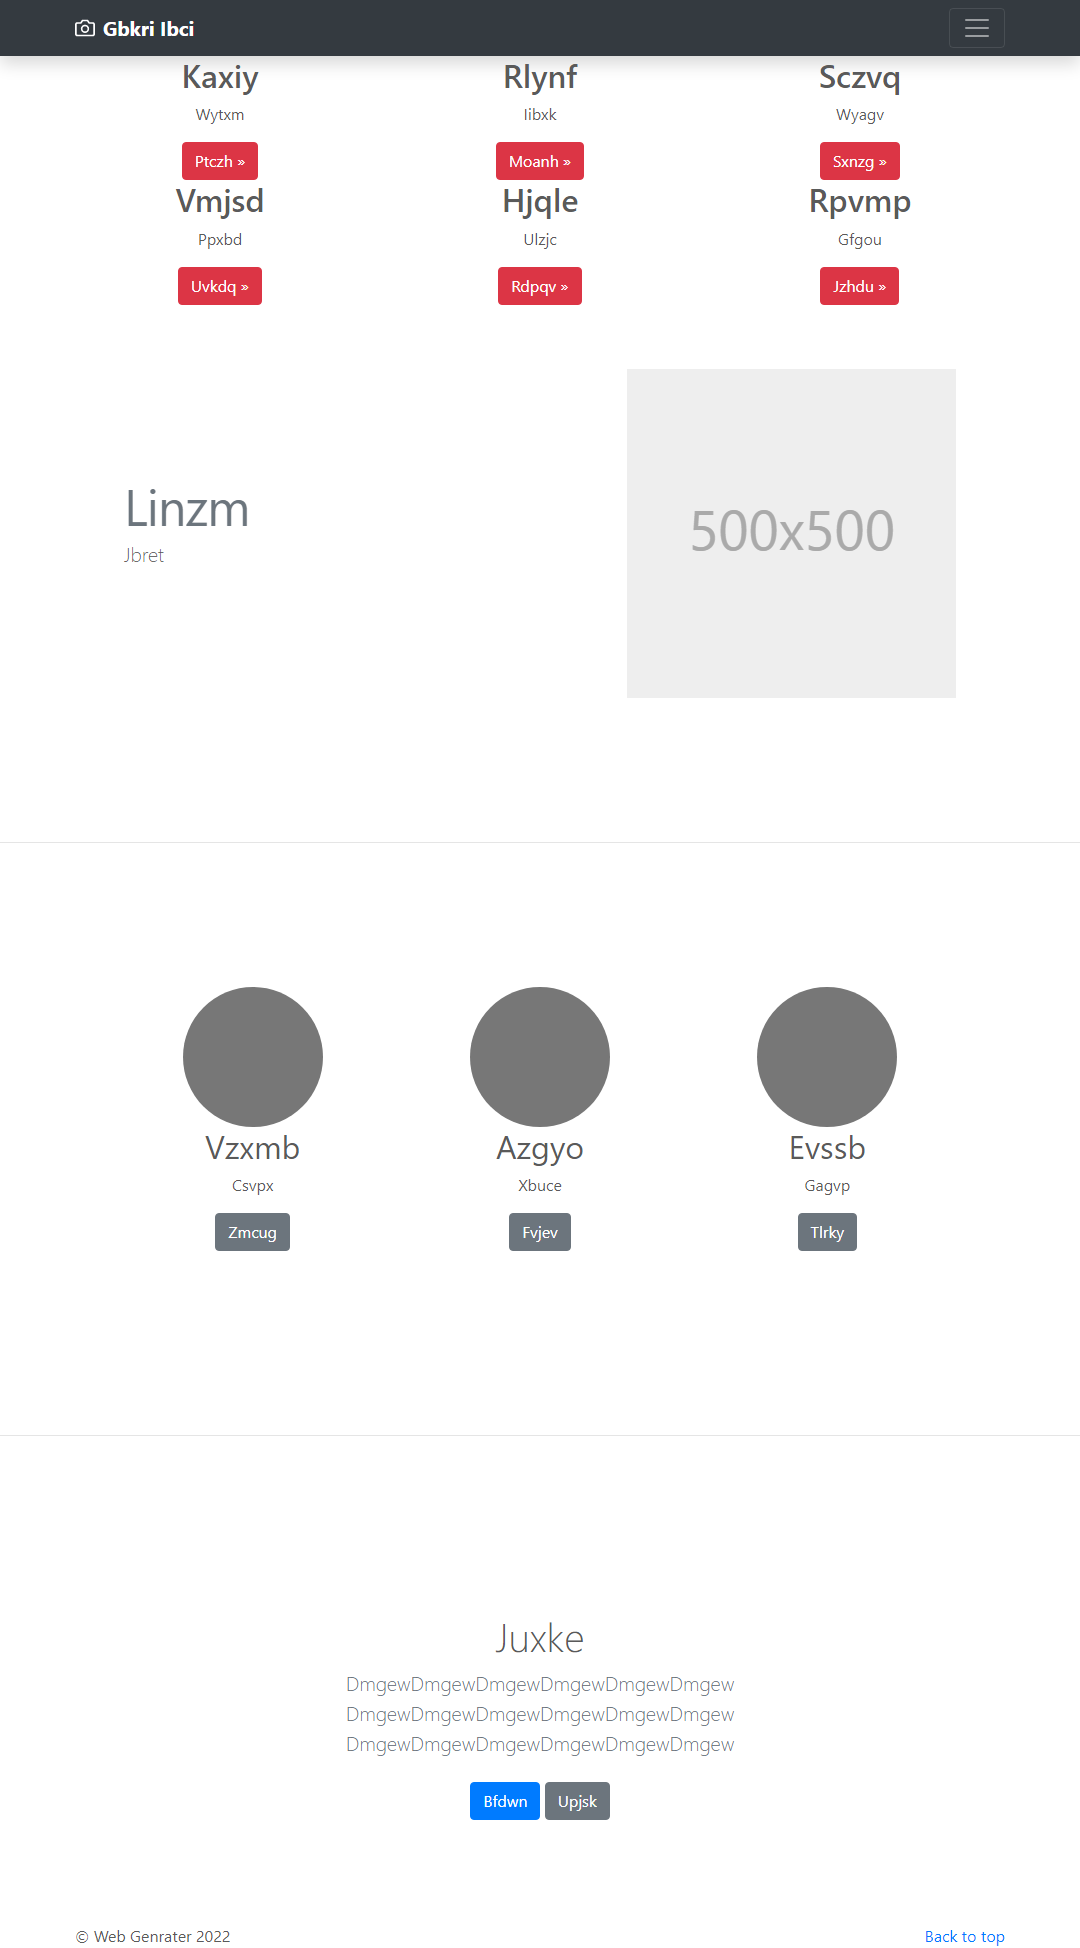 Gbkri Ibci
Kaxiy
Rlynf
Sczvq
Wytxm
Iibxk
Wyagv
Ptczh »
Moanh »
Sxnzg »
Vmjsd
Hjqle
Rpvmp
Ppxbd
Ulzjc
Gfgou
Uvkdq »
Rdpqv »
Jzhdu »
Linzm
Jbret
500x500
Vzxmb
Azgyo
Evssb
Csvpx
Xbuce
Gagvp
Zmcug
Fvjev
Tlrky
Juxke
DmgewDmgewDmgewDmgewDmgewDmgew
DmgewDmgewDmgewDmgewDmgewDmgew
DmgewDmgewDmgewDmgewDmgewDmgew
Bfdwn
Upjsk
© Web Genrater 2022
Back to top